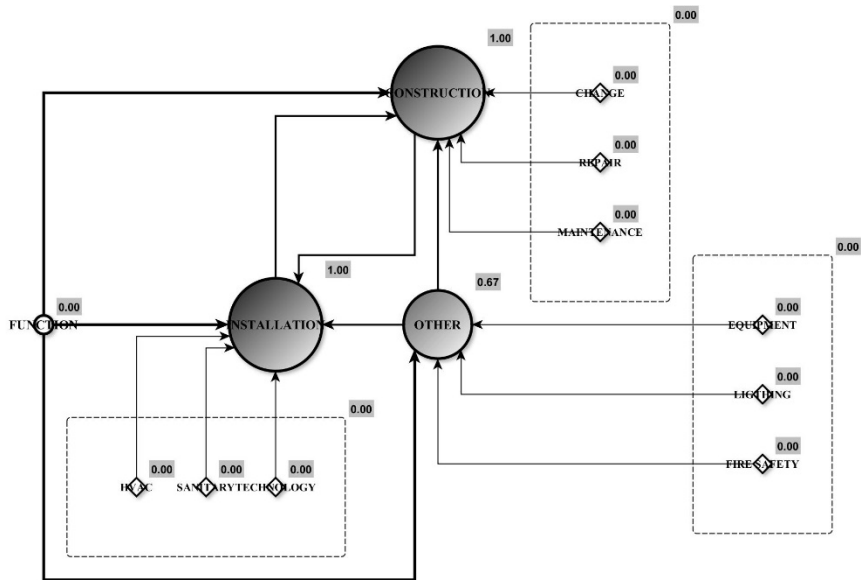 0.00
1.00
0.00
CONSTRUCTION
CHANGE
0.00
REPAIR
0.00
MAINTENANCE
0.00
1.00
0.67
0.00
0.00
FUNCTION
INSTALLATION
OTHER
EQUIPMENT
0.00
LIGTHING
0.00
0.00
FIRE SAFETY
0.00
0.00
0.00
HVAC
SANITARY
TECHNOLOGY